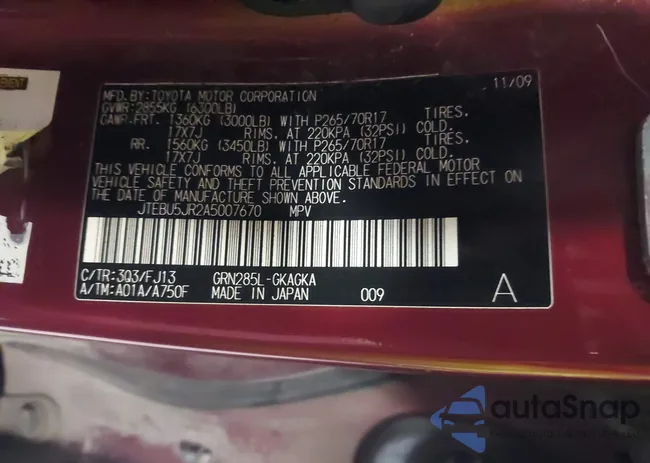 MFD. BY: TOYOTA MOTOR CORPORATION 11/09
GVWR: 2855KG (6300LB)
GAWR: FRT. 1360KG (3000LB) WITH P265/70R17 TIRES.
17X7J RIMS. AT 220KPA (32PSI) COLD.
RR. 1560KG (3450LB) WITH P265/70R17 TIRES.
17X7J RIMS. AT 220KPA (32PSI) COLD.
THIS VEHICLE CONFORMS TO ALL APPLICABLE FEDERAL MOTOR
VEHICLE SAFETY AND THEFT PREVENTION STANDARDS IN EFFECT ON
THE DATE OF MANUFACTURE SHOWN ABOVE.
JTEBU5JR2A5007670 MPV
C/TR: 3Q3/FJ13 GRN285L-GKAGKA
A/TM: A01A/A750F MADE IN JAPAN 009 A
autoSnap